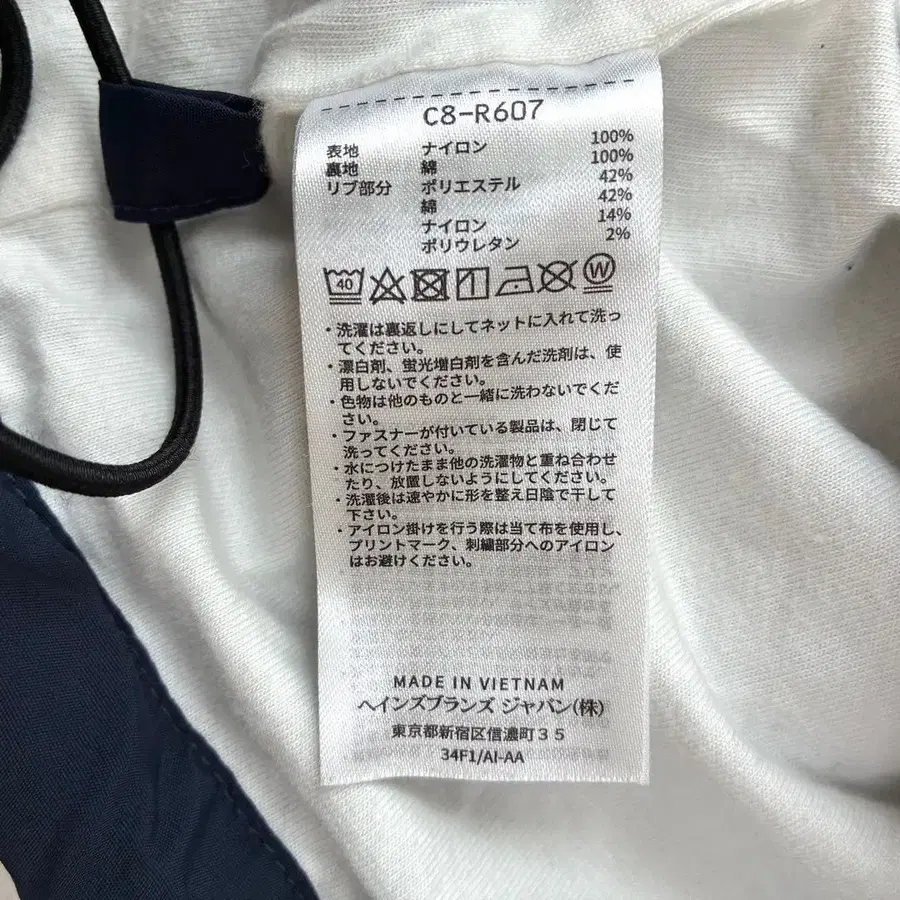 C8-R607
表地 ナイロン 100%
裏地 綿 100%
リブ部分 ポリエステル 42%
綿 42%
ナイロン 14%
ポリウレタン 2%
40 W
・洗濯は裏返しにしてネットに入れて洗っ
てください。
・漂白剤、蛍光増白剤を含んだ洗剤は、使
用しないでください。
・色物は他のものと一緒に洗わないでくだ
さい。
・ファスナーが付いている製品は、閉じて
洗ってください。
・水につけたまま他の洗濯物と重ね合わせ
たり、放置しないようにしてください。
・洗濯後は速やかに形を整え日陰で干して
下さい。
・アイロン掛けを行う際は当て布を使用し、
プリントマーク、刺繍部分へのアイロン
はお避けください。
MADE IN VIETNAM
ヘインズブランズ ジャパン(株)
東京都新宿区信濃町35
34F1/AI-AA